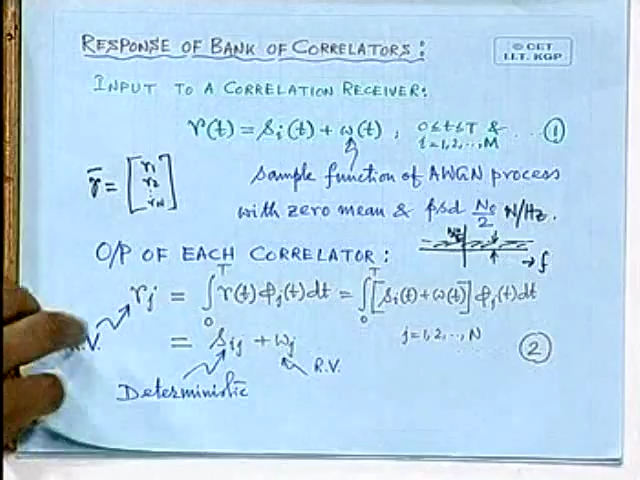 RESPONSE OF BANK OF CORRELATORS:
© CET
I.I.T. KGP
INPUT TO A CORRELATION RECEIVER:
r(t) = si(t) + w(t), 0≤t≤T & i=1,2,..,M ... ①
r̄ = [r1 r2 : rN]
sample function of AWGN process
with zero mean & psd N0/2 W/Hz.
N0/2
→ f
O/P OF EACH CORRELATOR:
rj = ∫₀ᵀ r(t) φj(t) dt = ∫₀ᵀ [si(t) + w(t)] φj(t) dt
j=1,2,..,N
= sij + wj ②
R.V.
R.V.
Deterministic